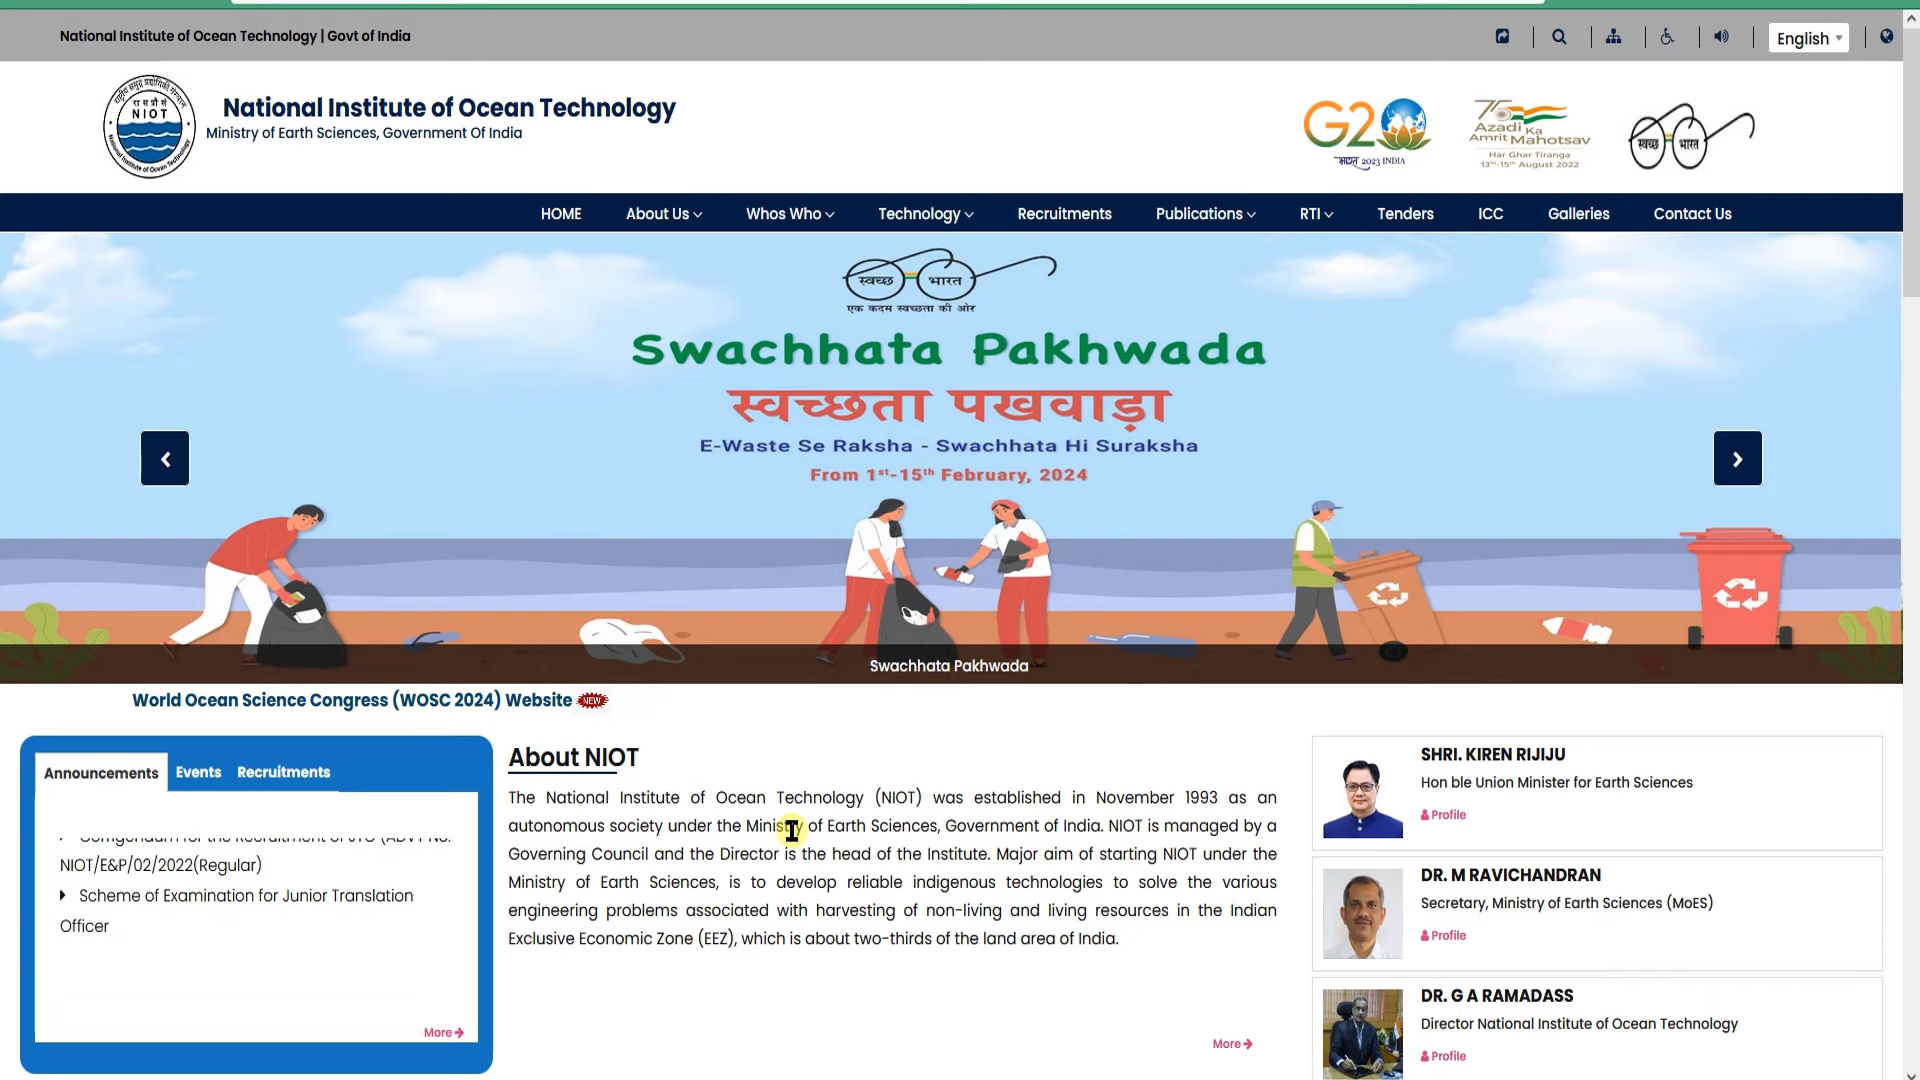 National Institute of Ocean Technology | Govt of India
English
रा स प्रौ सं
NIOT
National Institute of Ocean Technology
National Institute of Ocean Technology
Ministry of Earth Sciences, Government Of India
G20
भारत 2023 INDIA
75
Azadi Ka
Amrit Mahotsav
Har Ghar Tiranga
13th-15th August 2022
स्वच्छ भारत
HOME About Us Whos Who Technology Recruitments Publications RTI Tenders ICC Galleries Contact Us
स्वच्छ भारत
एक कदम स्वच्छता की ओर
Swachhata Pakhwada
स्वच्छता पखवाड़ा
E-Waste Se Raksha - Swachhata Hi Suraksha
From 1st-15th February, 2024
Swachhata Pakhwada
World Ocean Science Congress (WOSC 2024) Website NEW
Announcements Events Recruitments
NIOT/E&P/02/2022(Regular)
Scheme of Examination for Junior Translation
Officer
More
About NIOT
The National Institute of Ocean Technology (NIOT) was established in November 1993 as an
autonomous society under the Ministry of Earth Sciences, Government of India. NIOT is managed by a
Governing Council and the Director is the head of the Institute. Major aim of starting NIOT under the
Ministry of Earth Sciences, is to develop reliable indigenous technologies to solve the various
engineering problems associated with harvesting of non-living and living resources in the Indian
Exclusive Economic Zone (EEZ), which is about two-thirds of the land area of India.
More
SHRI. KIREN RIJIJU
Hon ble Union Minister for Earth Sciences
Profile
DR. M RAVICHANDRAN
Secretary, Ministry of Earth Sciences (MoES)
Profile
DR. G A RAMADASS
Director National Institute of Ocean Technology
Profile